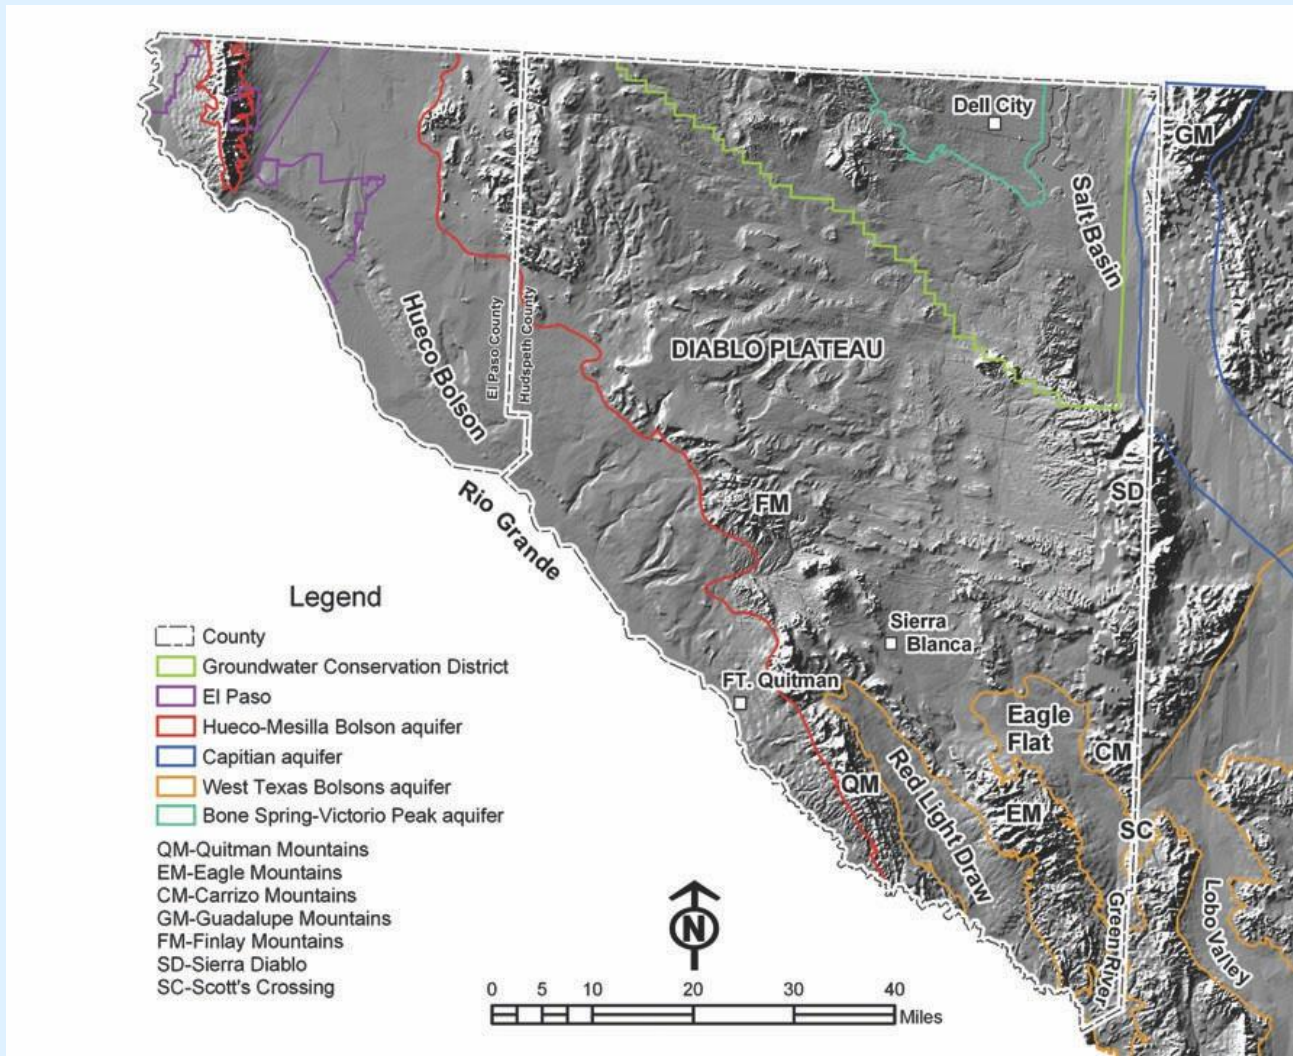 Dell City
GM
Salt Basin
Hueco Bolson
El Paso County
Hudspeth County
DIABLO PLATEAU
SD
FM
Rio Grande
Sierra
Blanca
FT. Quitman
Eagle
Flat
CM
QM
Red Light Draw
EM
SC
Green River
Lobo Valley
Legend
County
Groundwater Conservation District
El Paso
Hueco-Mesilla Bolson aquifer
Capitian aquifer
West Texas Bolsons aquifer
Bone Spring-Victorio Peak aquifer
QM-Quitman Mountains
EM-Eagle Mountains
CM-Carrizo Mountains
GM-Guadalupe Mountains
FM-Finlay Mountains
SD-Sierra Diablo
SC-Scott's Crossing
N
0 5 10 20 30 40
Miles